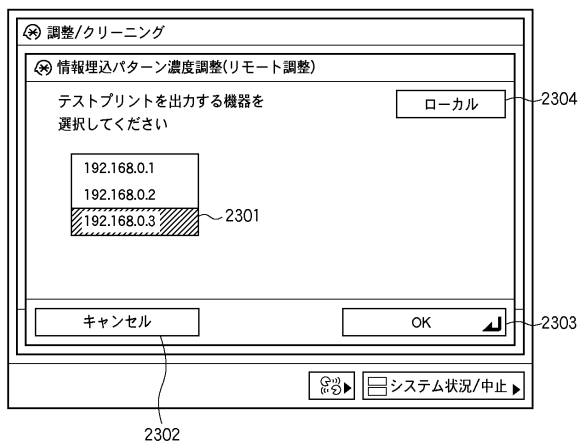 調整/クリーニング
情報埋込パターン濃度調整(リモート調整)
テストプリントを出力する機器を
選択してください
ローカル
2304
192.168.0.1
192.168.0.2
192.168.0.3
2301
キャンセル
OK
2303
システム状況/中止
2302